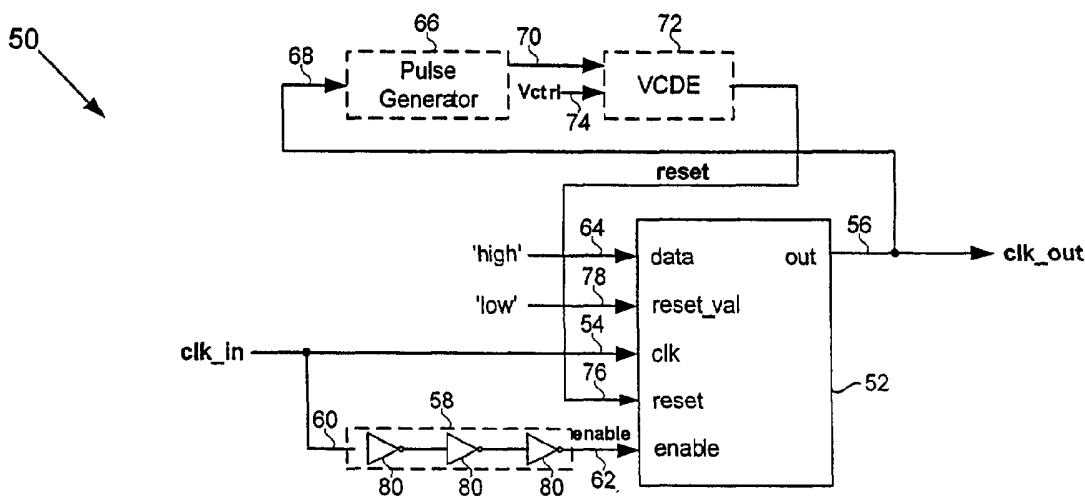 50
66
70
72
68
Pulse
Generator
Vctrl
74
VCDE
reset
'high'
64
data
out
56
clk_out
'low'
78
reset_val
clk_in
54
clk
76
reset
52
60
58
enable
62
enable
80
80
80